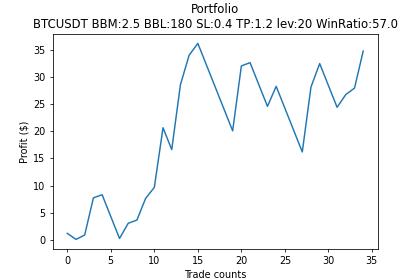 Portfolio
BTCUSDT BBM:2.5 BBL:180 SL:0.4 TP:1.2 lev:20 WinRatio:57.0
35
30
25
20
15
10
5
0
Profit ($)
0 5 10 15 20 25 30 35
Trade counts